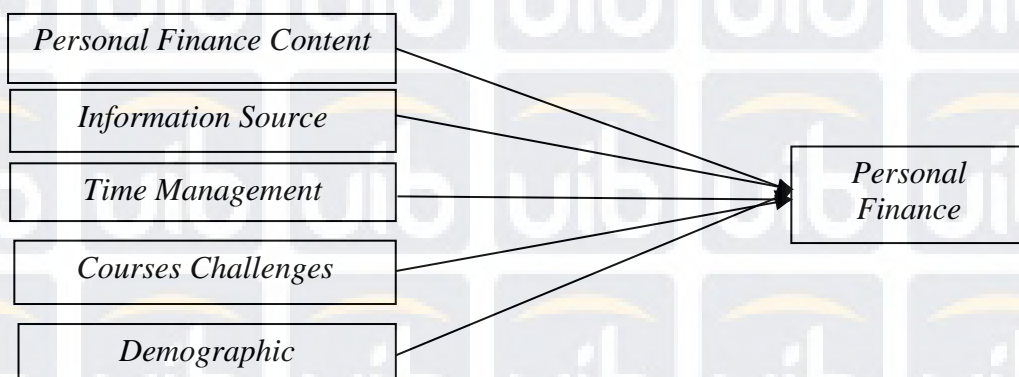 Personal Finance Content
Information Source
Time Management
Courses Challenges
Demographic
Personal
Finance